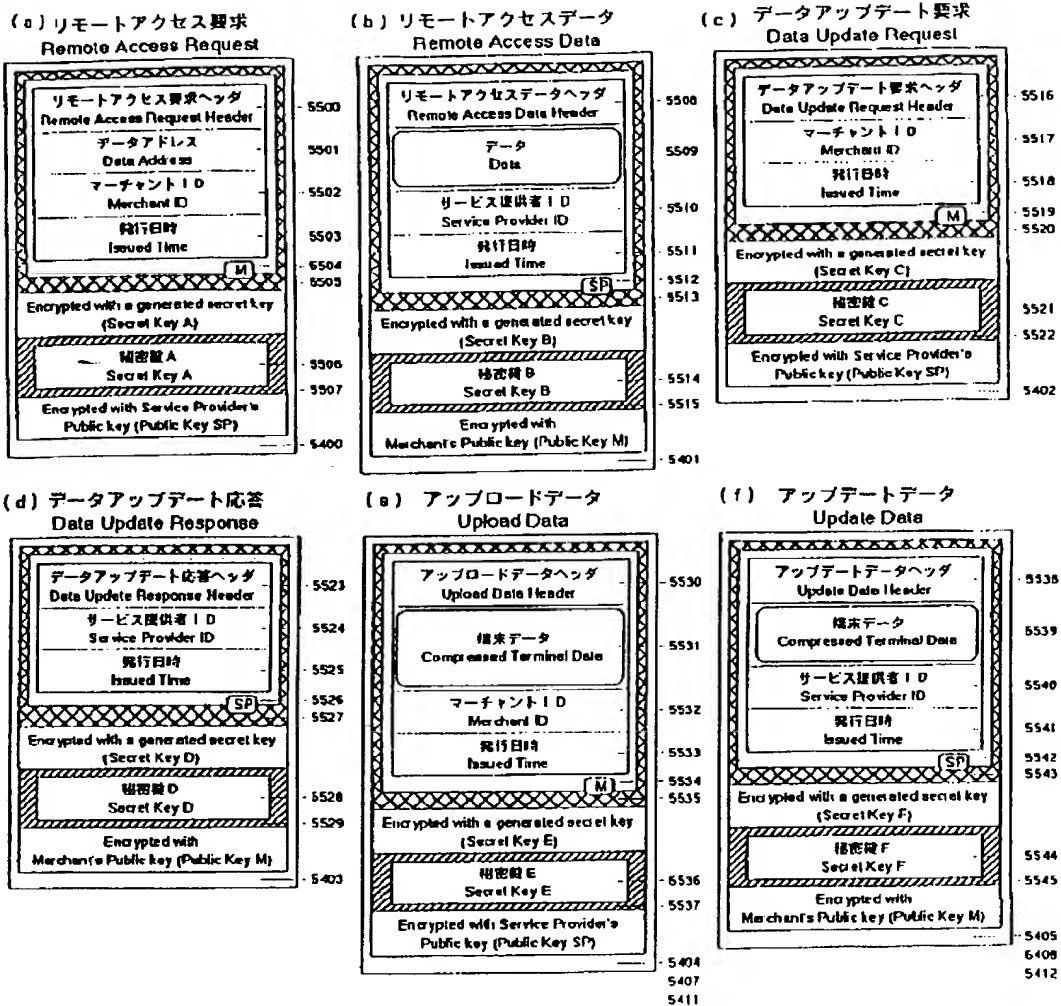 (a) リモートアクセス要求
Remote Access Request
リモートアクセス要求ヘッダ
Remote Access Request Header
データアドレス
Data Address
マーチャントID
Merchant ID
発行日時
Issued Time
M
Encrypted with a generated secret key
(Secret Key A)
秘密鍵A
Secret Key A
Encrypted with Service Provider's
Public key (Public Key SP)
5500
5501
5502
5503
5504
5505
5506
5507
5400
(b) リモートアクセスデータ
Remote Access Data
リモートアクセスデータヘッダ
Remote Access Data Header
データ
Data
サービス提供者ID
Service Provider ID
発行日時
Issued Time
SP
Encrypted with a generated secret key
(Secret Key B)
秘密鍵B
Secret Key B
Encrypted with
Merchant's Public key (Public Key M)
5508
5509
5510
5511
5512
5513
5514
5515
5401
(c) データアップデート要求
Data Update Request
データアップデート要求ヘッダ
Data Update Request Header
マーチャントID
Merchant ID
発行日時
Issued Time
M
Encrypted with a generated secret key
(Secret Key C)
秘密鍵C
Secret Key C
Encrypted with Service Provider's
Public key (Public Key SP)
5516
5517
5518
5519
5520
5521
5522
5402
(d) データアップデート応答
Data Update Response
データアップデート応答ヘッダ
Data Update Response Header
サービス提供者ID
Service Provider ID
発行日時
Issued Time
SP
Encrypted with a generated secret key
(Secret Key D)
秘密鍵D
Secret Key D
Encrypted with
Merchant's Public key (Public Key M)
5523
5524
5525
5526
5527
5528
5529
5403
(e) アップロードデータ
Upload Data
アップロードデータヘッダ
Upload Data Header
端末データ
Compressed Terminal Data
マーチャントID
Merchant ID
発行日時
Issued Time
M
Encrypted with a generated secret key
(Secret Key E)
秘密鍵E
Secret Key E
Encrypted with Service Provider's
Public key (Public Key SP)
5530
5531
5532
5533
5534
5535
5536
5537
5404
5407
5411
(f) アップデートデータ
Update Data
アップデートデータヘッダ
Update Data Header
端末データ
Compressed Terminal Data
サービス提供者ID
Service Provider ID
発行日時
Issued Time
SP
Encrypted with a generated secret key
(Secret Key F)
秘密鍵F
Secret Key F
Encrypted with
Merchant's Public key (Public Key M)
5538
5539
5540
5541
5542
5543
5544
5545
5405
5408
5412